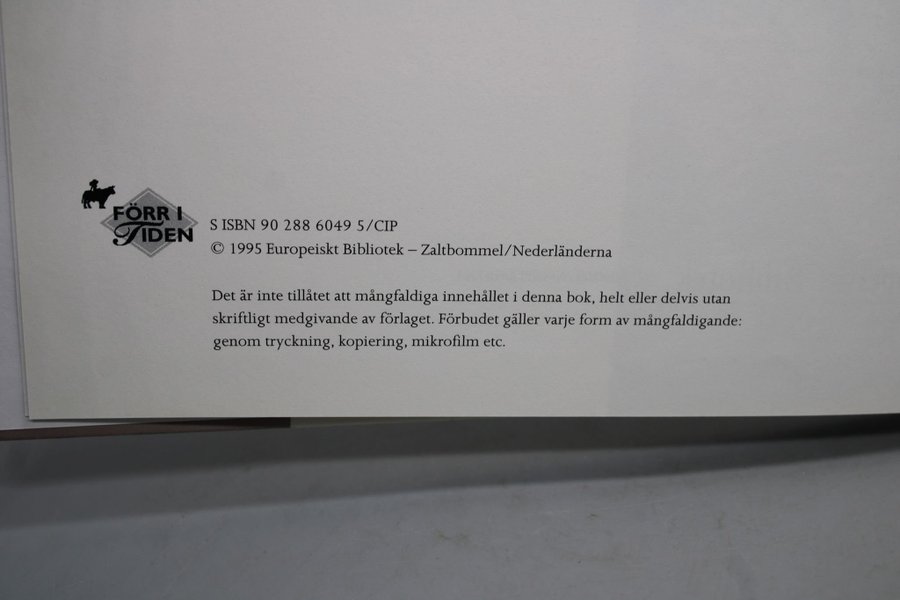 FÖRR I
TIDEN
S ISBN 90 288 6049 5/CIP
© 1995 Europeiskt Bibliotek – Zaltbommel/Nederländerna
Det är inte tillåtet att mångfaldiga innehållet i denna bok, helt eller delvis utan
skriftligt medgivande av förlaget. Förbudet gäller varje form av mångfaldigande:
genom tryckning, kopiering, mikrofilm etc.